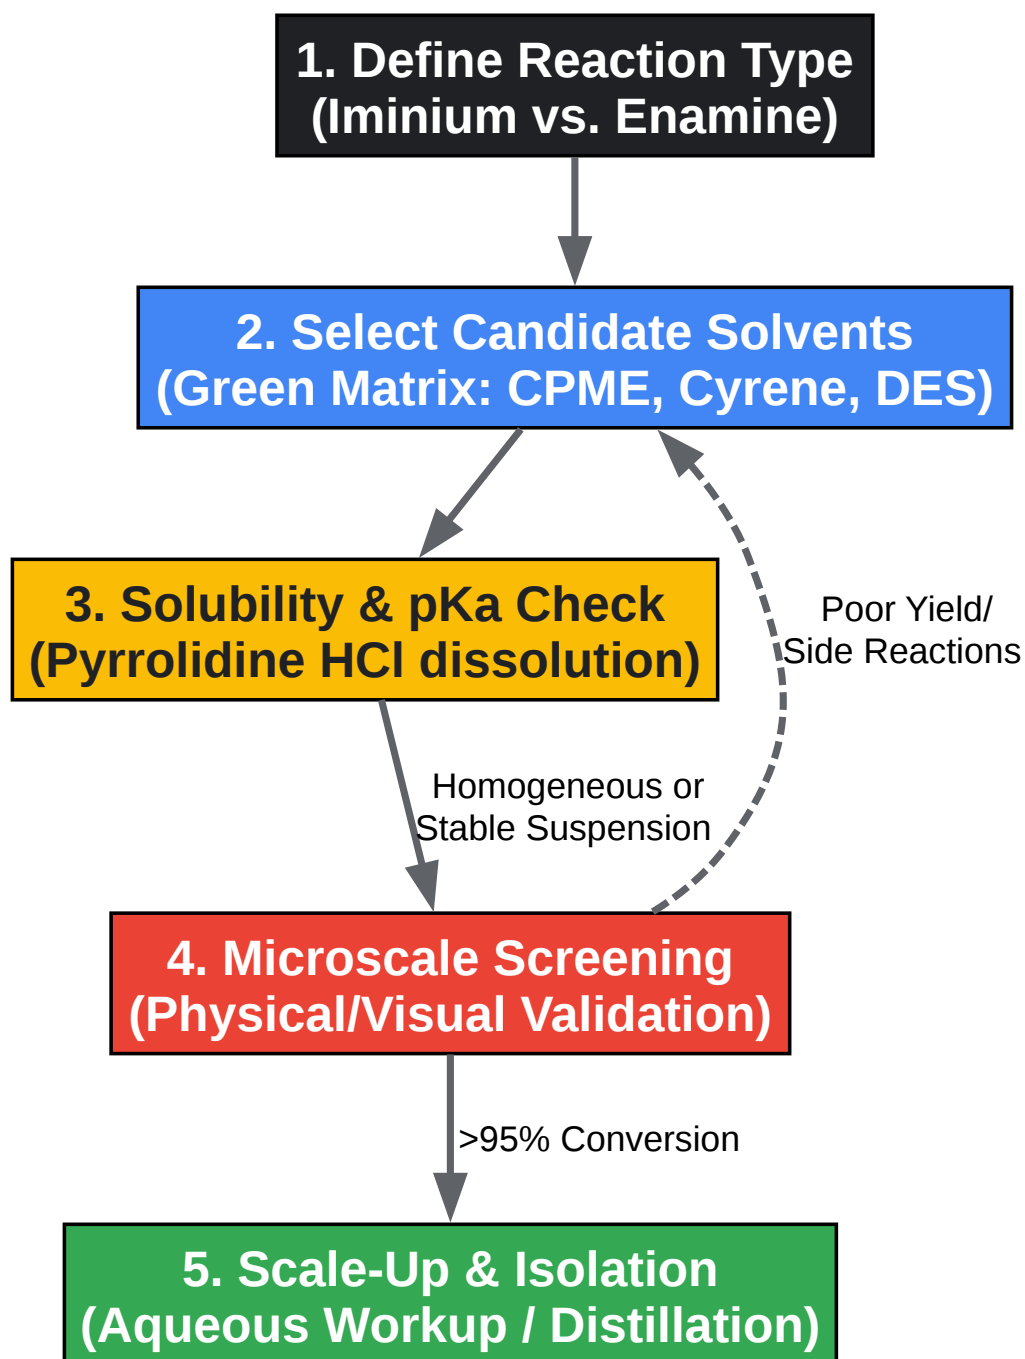 1. Define Reaction Type
(Iminium vs. Enamine)
2. Select Candidate Solvents
(Green Matrix: CPME, Cyrene, DES)
3. Solubility & pKa Check
(Pyrrolidine HCl dissolution)
Poor Yield/
Side Reactions
Homogeneous or
Stable Suspension
4. Microscale Screening
(Physical/Visual Validation)
>95% Conversion
5. Scale-Up & Isolation
(Aqueous Workup / Distillation)